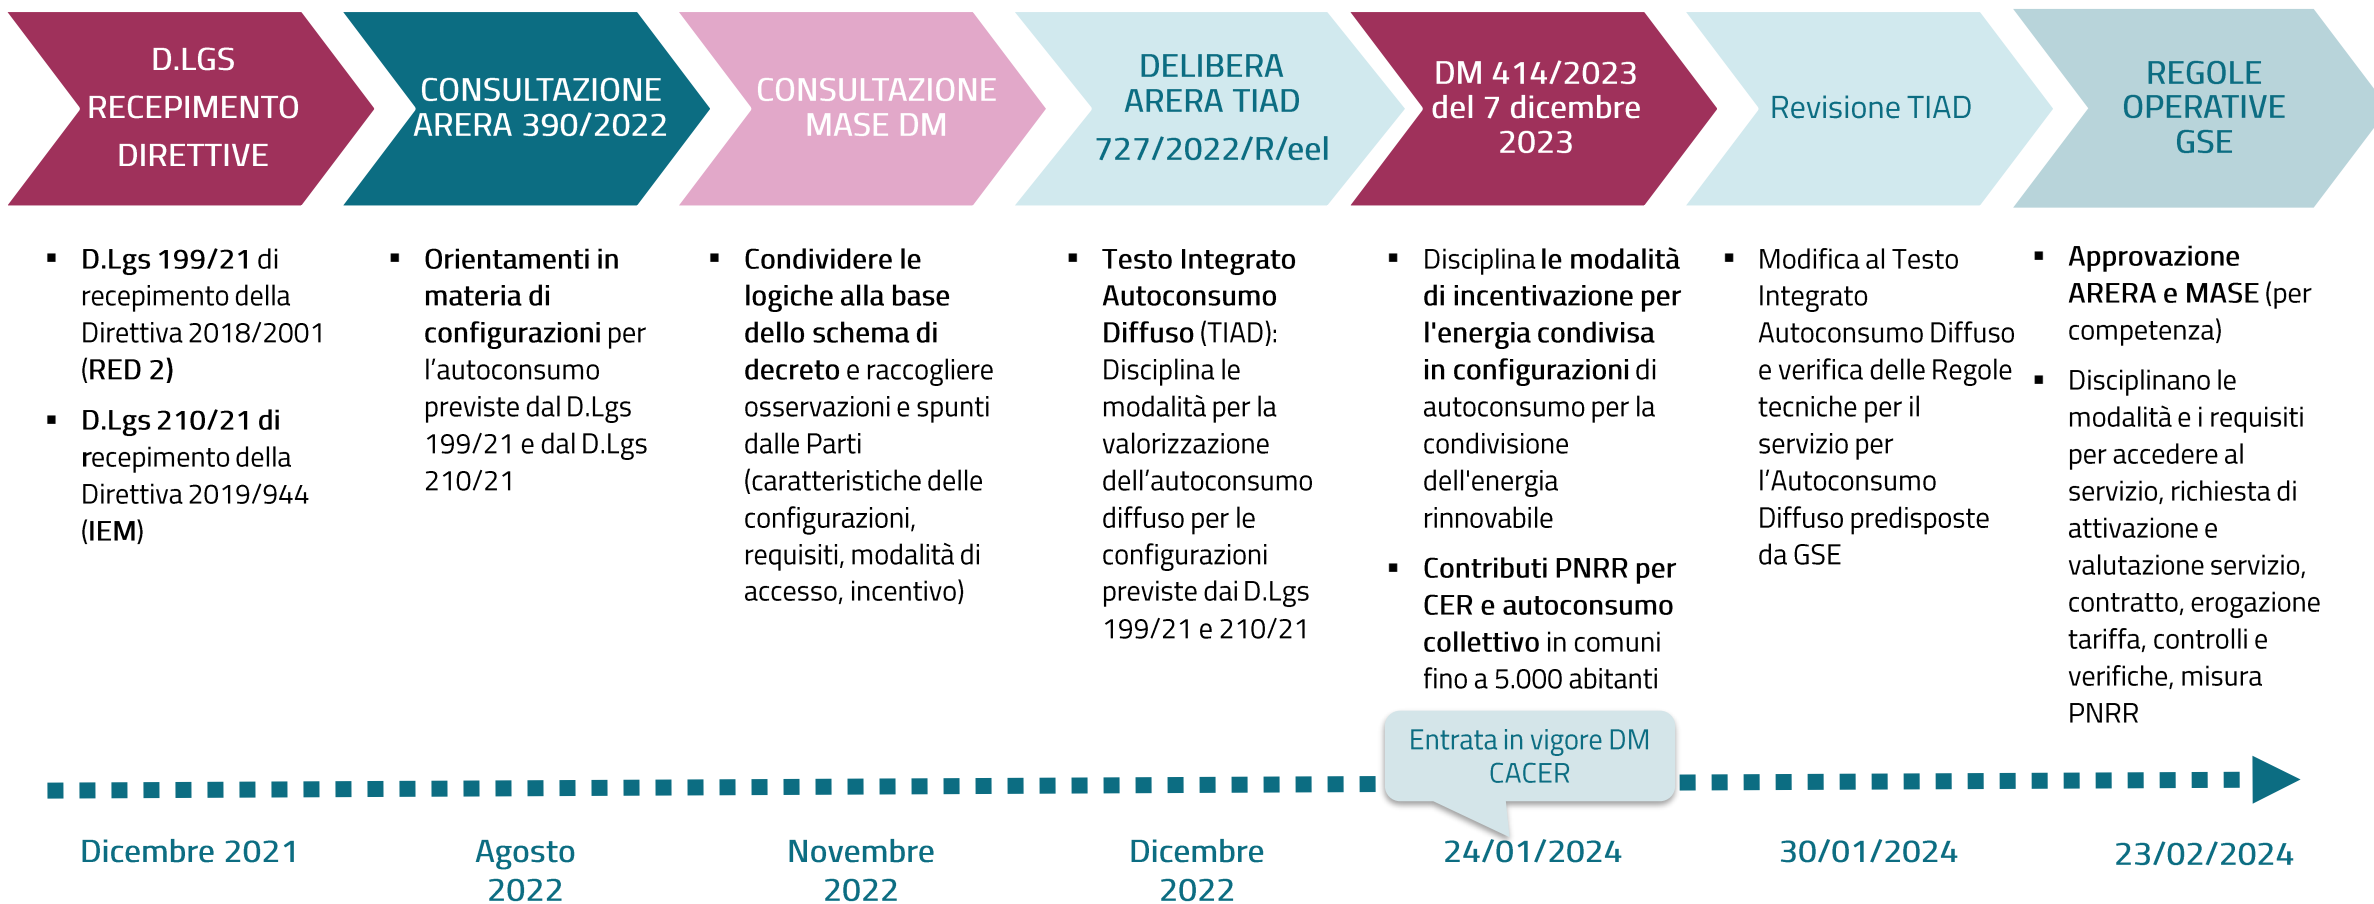 D.LGS
RECEPIMENTO
DIRETTIVE
CONSULTAZIONE
ARERA 390/2022
CONSULTAZIONE
MASE DM
DELIBERA
ARERA TIAD
727/2022/R/eel
DM 414/2023
del 7 dicembre
2023
Revisione TIAD
REGOLE
OPERATIVE
GSE
▪ D.Lgs 199/21 di
recepimento della
Direttiva 2018/2001
(RED 2)
▪ D.Lgs 210/21 di
recepimento della
Direttiva 2019/944
(IEM)
▪ Orientamenti in
materia di
configurazioni per
l’autoconsumo
previste dal D.Lgs
199/21 e dal D.Lgs
210/21
▪ Condividere le
logiche alla base
dello schema di
decreto e raccogliere
osservazioni e spunti
dalle Parti
(caratteristiche delle
configurazioni,
requisiti, modalità di
accesso, incentivo)
▪ Testo Integrato
Autoconsumo
Diffuso (TIAD):
Disciplina le
modalità per la
valorizzazione
dell’autoconsumo
diffuso per le
configurazioni
previste dai D.Lgs
199/21 e 210/21
▪ Disciplina le modalità
di incentivazione per
l'energia condivisa
in configurazioni di
autoconsumo per la
condivisione
dell'energia
rinnovabile
▪ Contributi PNRR per
CER e autoconsumo
collettivo in comuni
fino a 5.000 abitanti
▪ Modifica al Testo
Integrato
Autoconsumo Diffuso
e verifica delle Regole
tecniche per il
servizio per
l’Autoconsumo
Diffuso predisposte
da GSE
▪ Approvazione
ARERA e MASE (per
competenza)
▪ Disciplinano le
modalità e i requisiti
per accedere al
servizio, richiesta di
attivazione e
valutazione servizio,
contratto, erogazione
tariffa, controlli e
verifiche, misura
PNRR
Entrata in vigore DM
CACER
Dicembre 2021
Agosto
2022
Novembre
2022
Dicembre
2022
24/01/2024
30/01/2024
23/02/2024